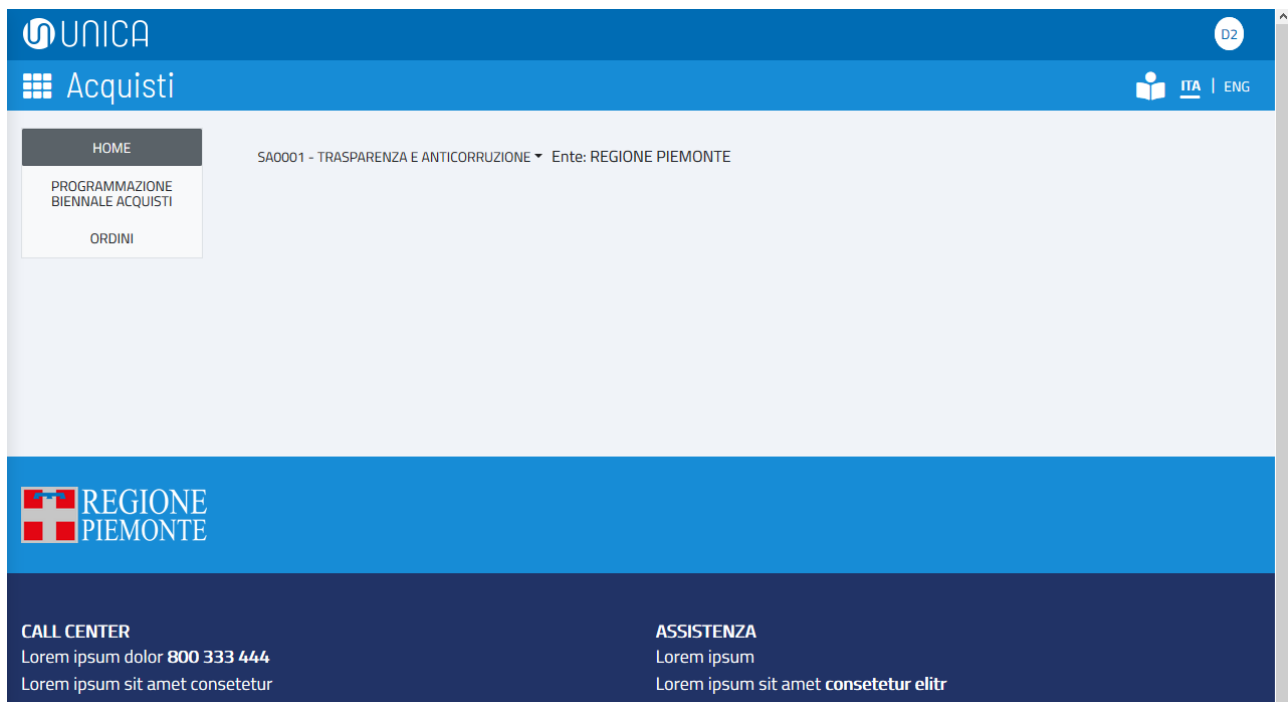 UNICA
D2
Acquisti
ITA | ENG
HOME
SA0001 - TRASPARENZA E ANTICORRUZIONE Ente: REGIONE PIEMONTE
PROGRAMMAZIONE
BIENNALE ACQUISTI
ORDINI
REGIONE
PIEMONTE
CALL CENTER
Lorem ipsum dolor 800 333 444
Lorem ipsum sit amet consetetur
ASSISTENZA
Lorem ipsum
Lorem ipsum sit amet consetetur elitr